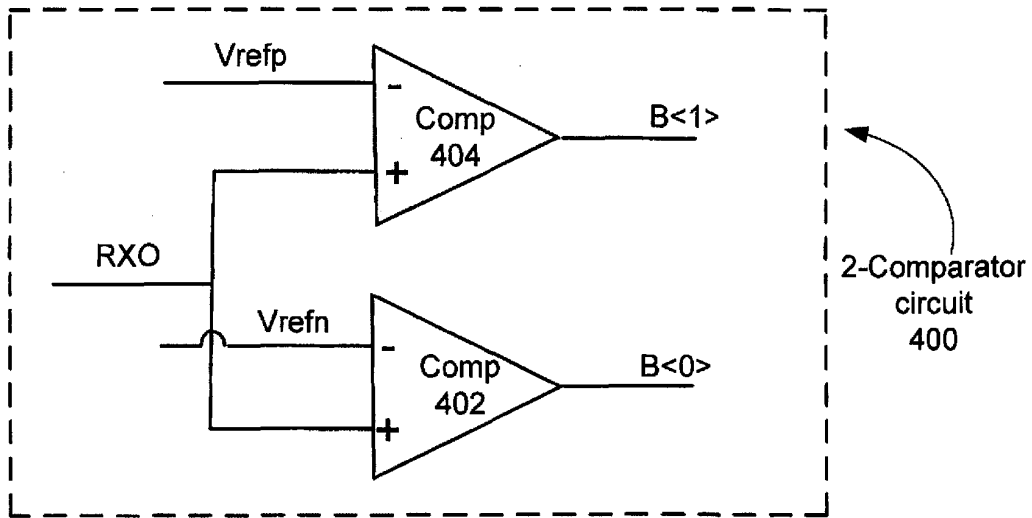 Vrefp
-
Comp
404
+
B<1>
RXO
2-Comparator
circuit
400
Vrefn
-
Comp
402
+
B<0>